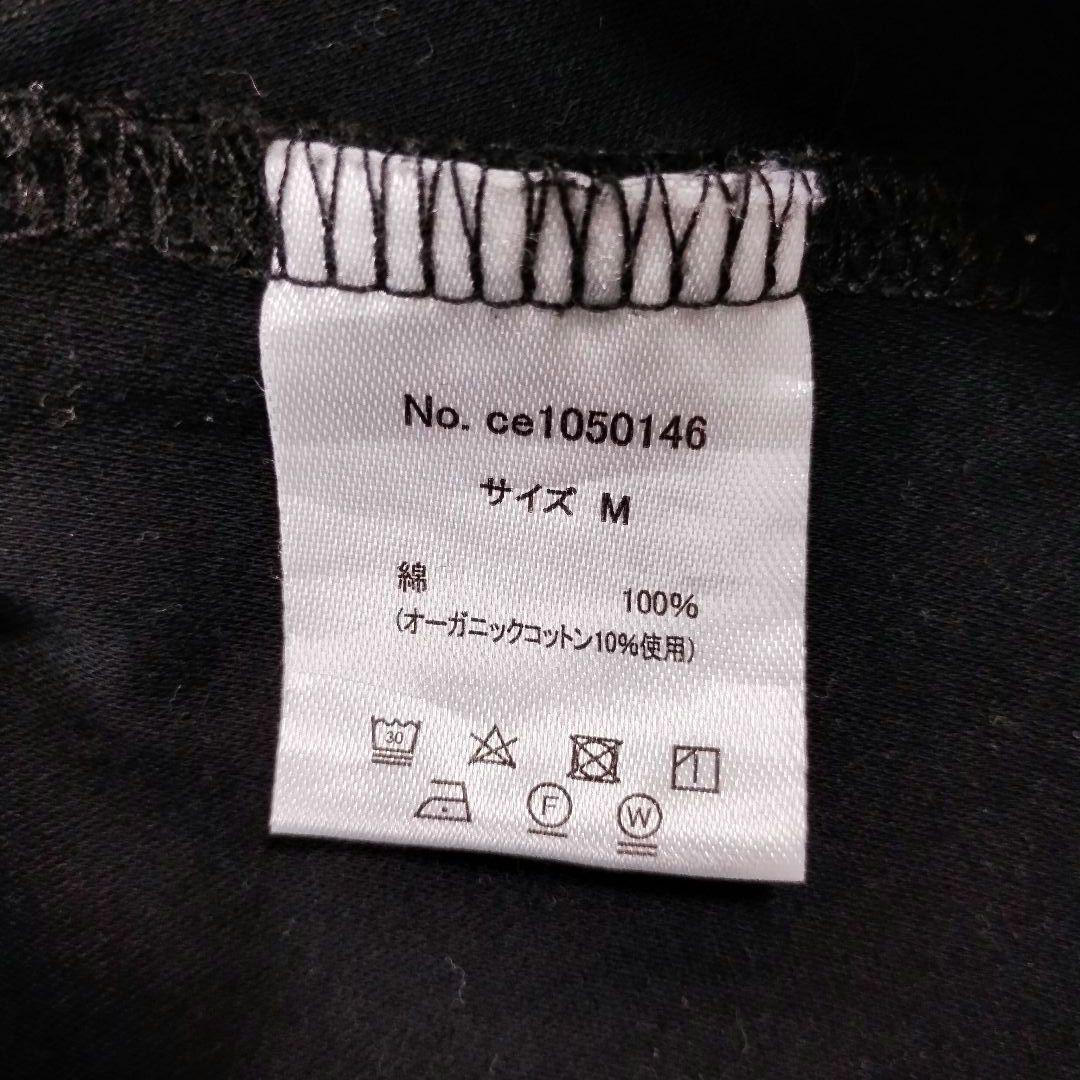 No. ce1050146
サイズ M
綿 100%
(オーガニックコットン10%使用)
30
F
W